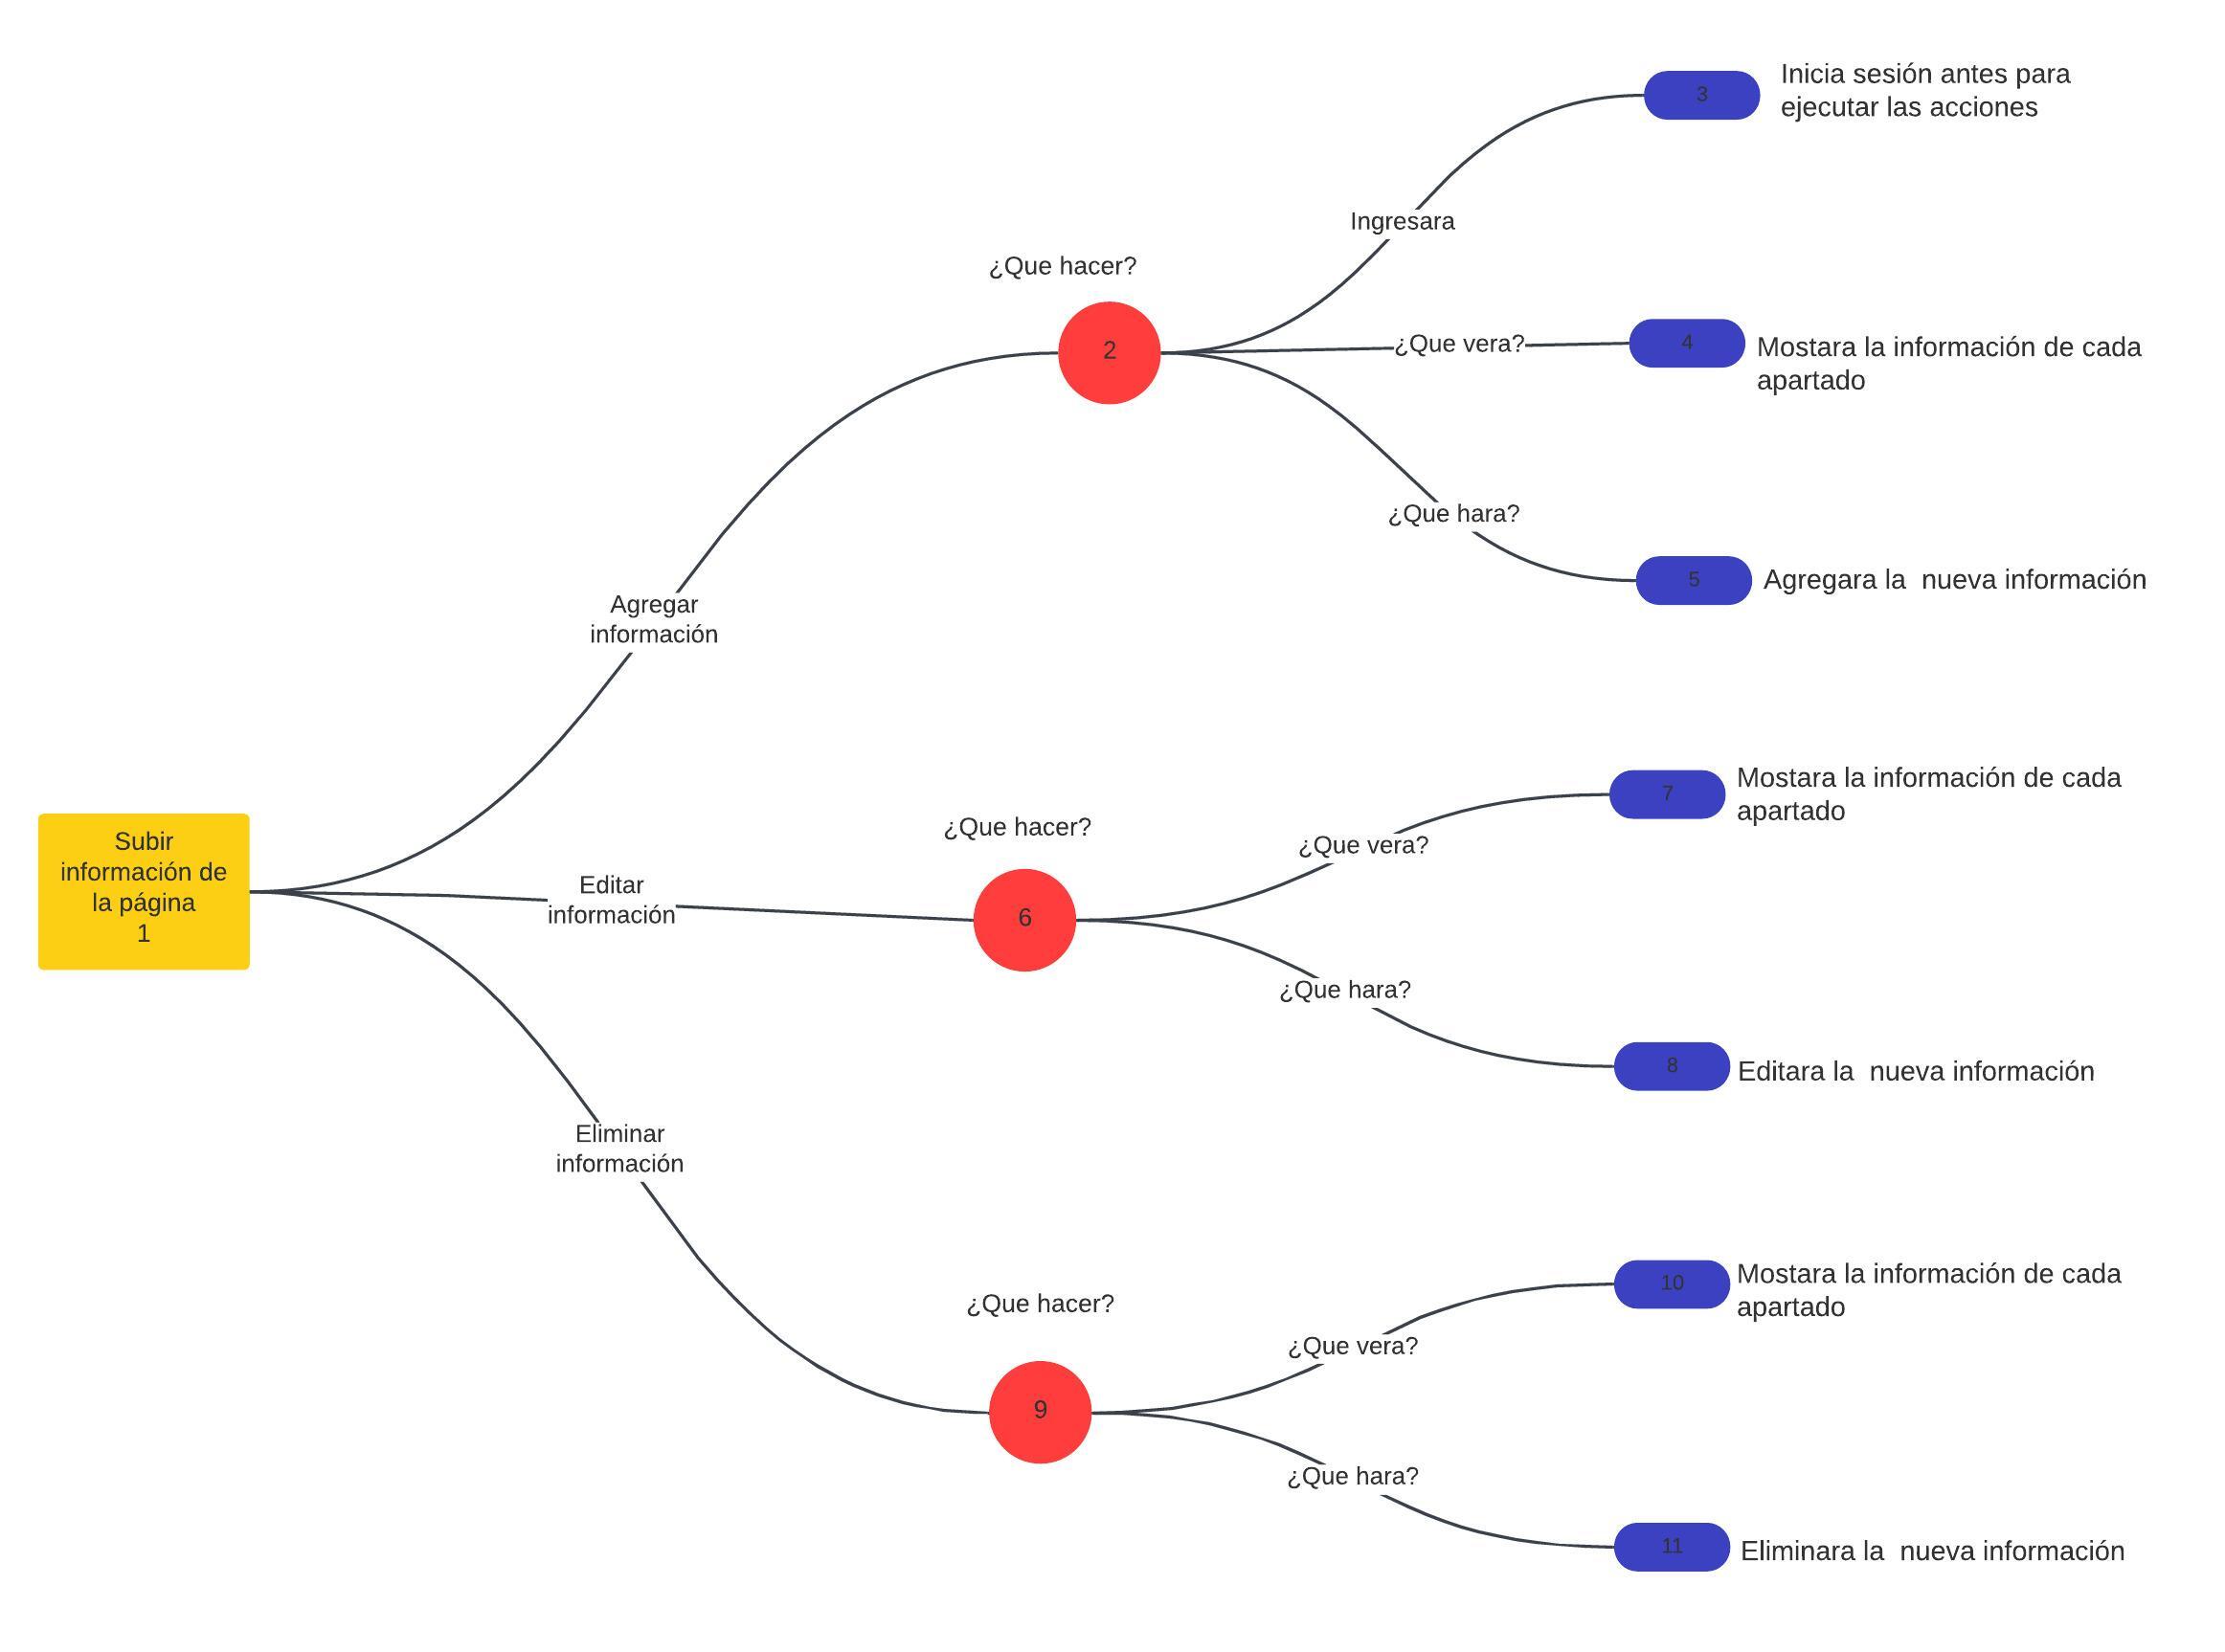 3
Inicia sesión antes para
ejecutar las acciones
Ingresara
¿Que hacer?
2
¿Que vera?
4
Mostara la información de cada
apartado
¿Que hara?
5
Agregara la  nueva información
Agregar
información
Subir
información de
la página
1
Editar
información
¿Que hacer?
6
¿Que vera?
7
Mostara la información de cada
apartado
¿Que hara?
8
Editara la  nueva información
Eliminar
información
¿Que hacer?
9
¿Que vera?
10
Mostara la información de cada
apartado
¿Que hara?
11
Eliminara la  nueva información